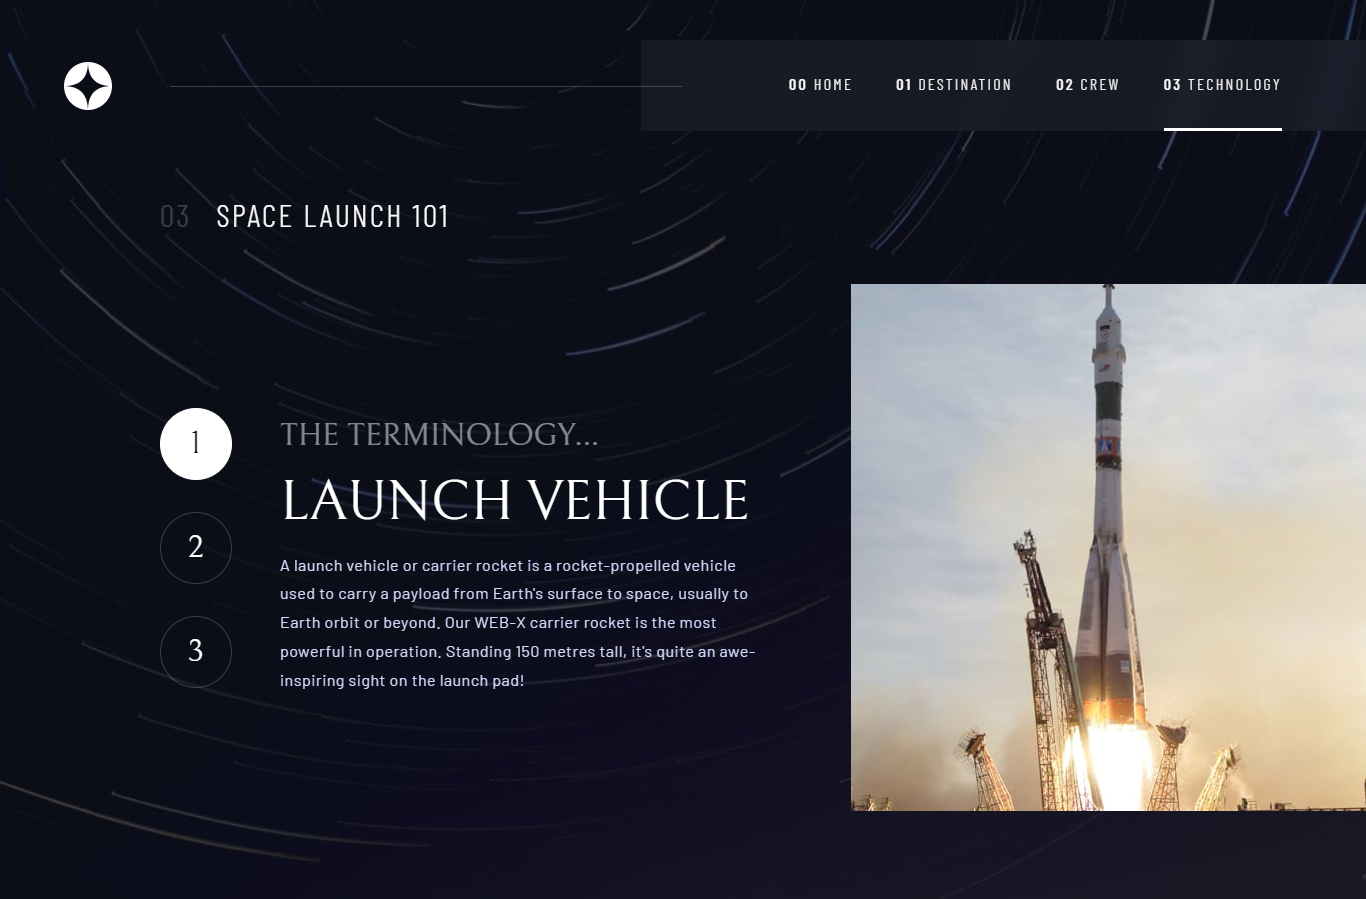 00 HOME 01 DESTINATION 02 CREW 03 TECHNOLOGY
03 SPACE LAUNCH 101
1
2
3
THE TERMINOLOGY...
LAUNCH VEHICLE
A launch vehicle or carrier rocket is a rocket-propelled vehicle
used to carry a payload from Earth's surface to space, usually to
Earth orbit or beyond. Our WEB-X carrier rocket is the most
powerful in operation. Standing 150 metres tall, it's quite an awe-
inspiring sight on the launch pad!